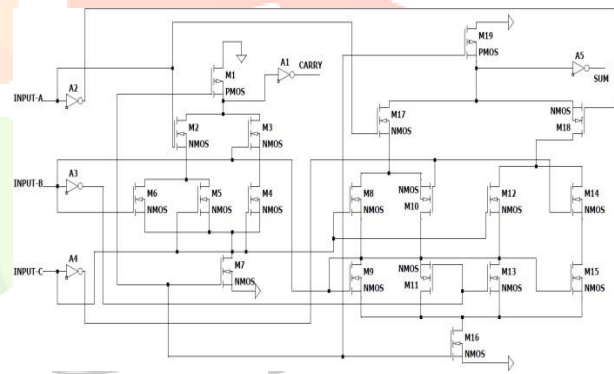 M19
PMOS
A1
CARRY
A5
SUM
M1
PMOS
A2
INPUT-A
M17
NMOS
NMOS
M18
M2
NMOS
M3
NMOS
INPUT-B
A3
M6
NMOS
M5
NMOS
M4
NMOS
M8
NMOS
NMOS
M10
M12
NMOS
M14
NMOS
INPUT-C
A4
M7
NMOS
M9
NMOS
NMOS
M11
M13
NMOS
M15
NMOS
M16
NMOS